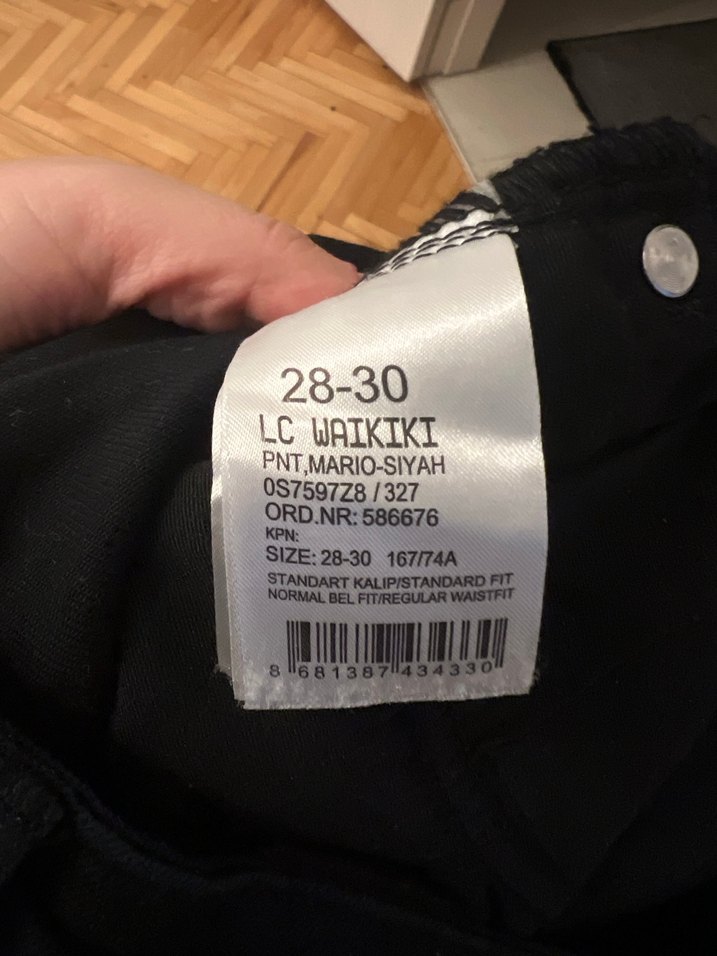 28-30
LC WAIKIKI
PNT,MARIO-SIYAH
0S7597Z8 / 327
ORD.NR: 586676
KPN:
SIZE: 28-30 167/74A
STANDART KALIP/STANDARD FIT
NORMAL BEL FIT/REGULAR WAISTFIT
8 681387 434330